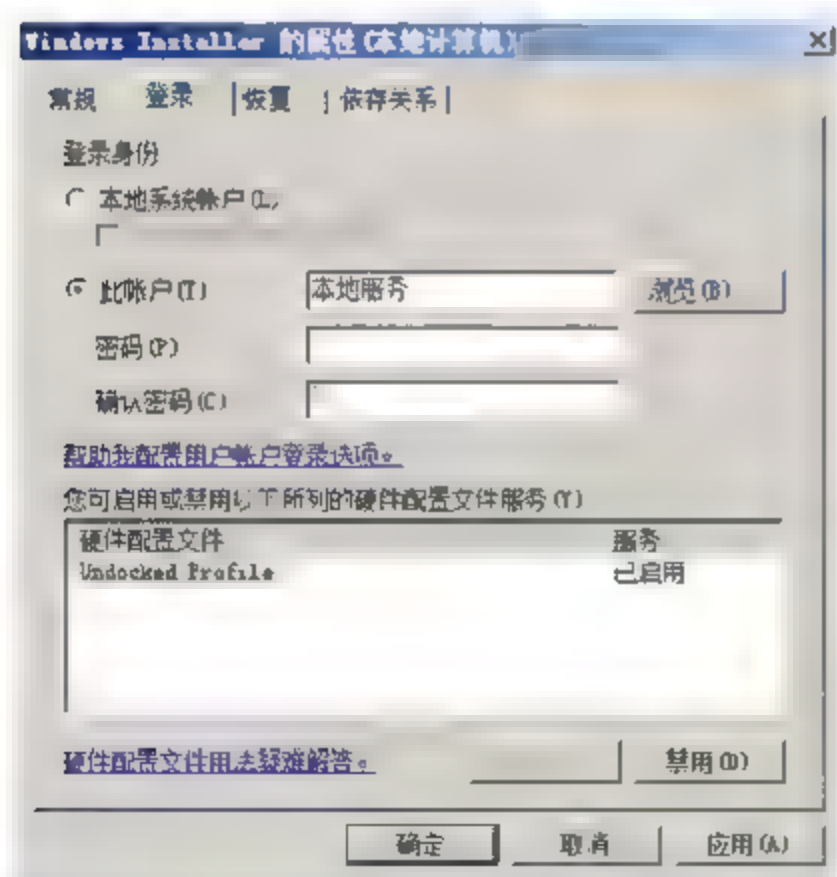 Windows Installer 的属性(本地计算机)
常规 登录 恢复 依存关系
登录身份
本地系统帐户(L)
此帐户(T) 本地服务 浏览(B)
密码(P)
确认密码(C)
帮助我配置用户帐户登录选项。
您可启用或禁用以下所列的硬件配置文件服务(Y)
硬件配置文件 服务
Undocked Profile 已启用
硬件配置文件用法疑难解答。
禁用(D)
确定 取消 应用(A)